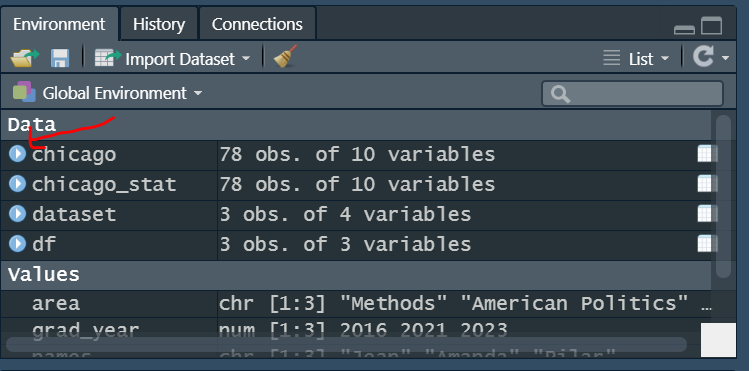 Environment History Connections
Import Dataset List
Global Environment
Data
chicago 78 obs. of 10 variables
chicago_stat 78 obs. of 10 variables
dataset 3 obs. of 4 variables
df 3 obs. of 3 variables
Values
area chr [1:3] "Methods" "American Politics" …
grad_year num [1:3] 2016 2021 2023
names chr [1:3] "Jean" "Amanda" "Pilar"